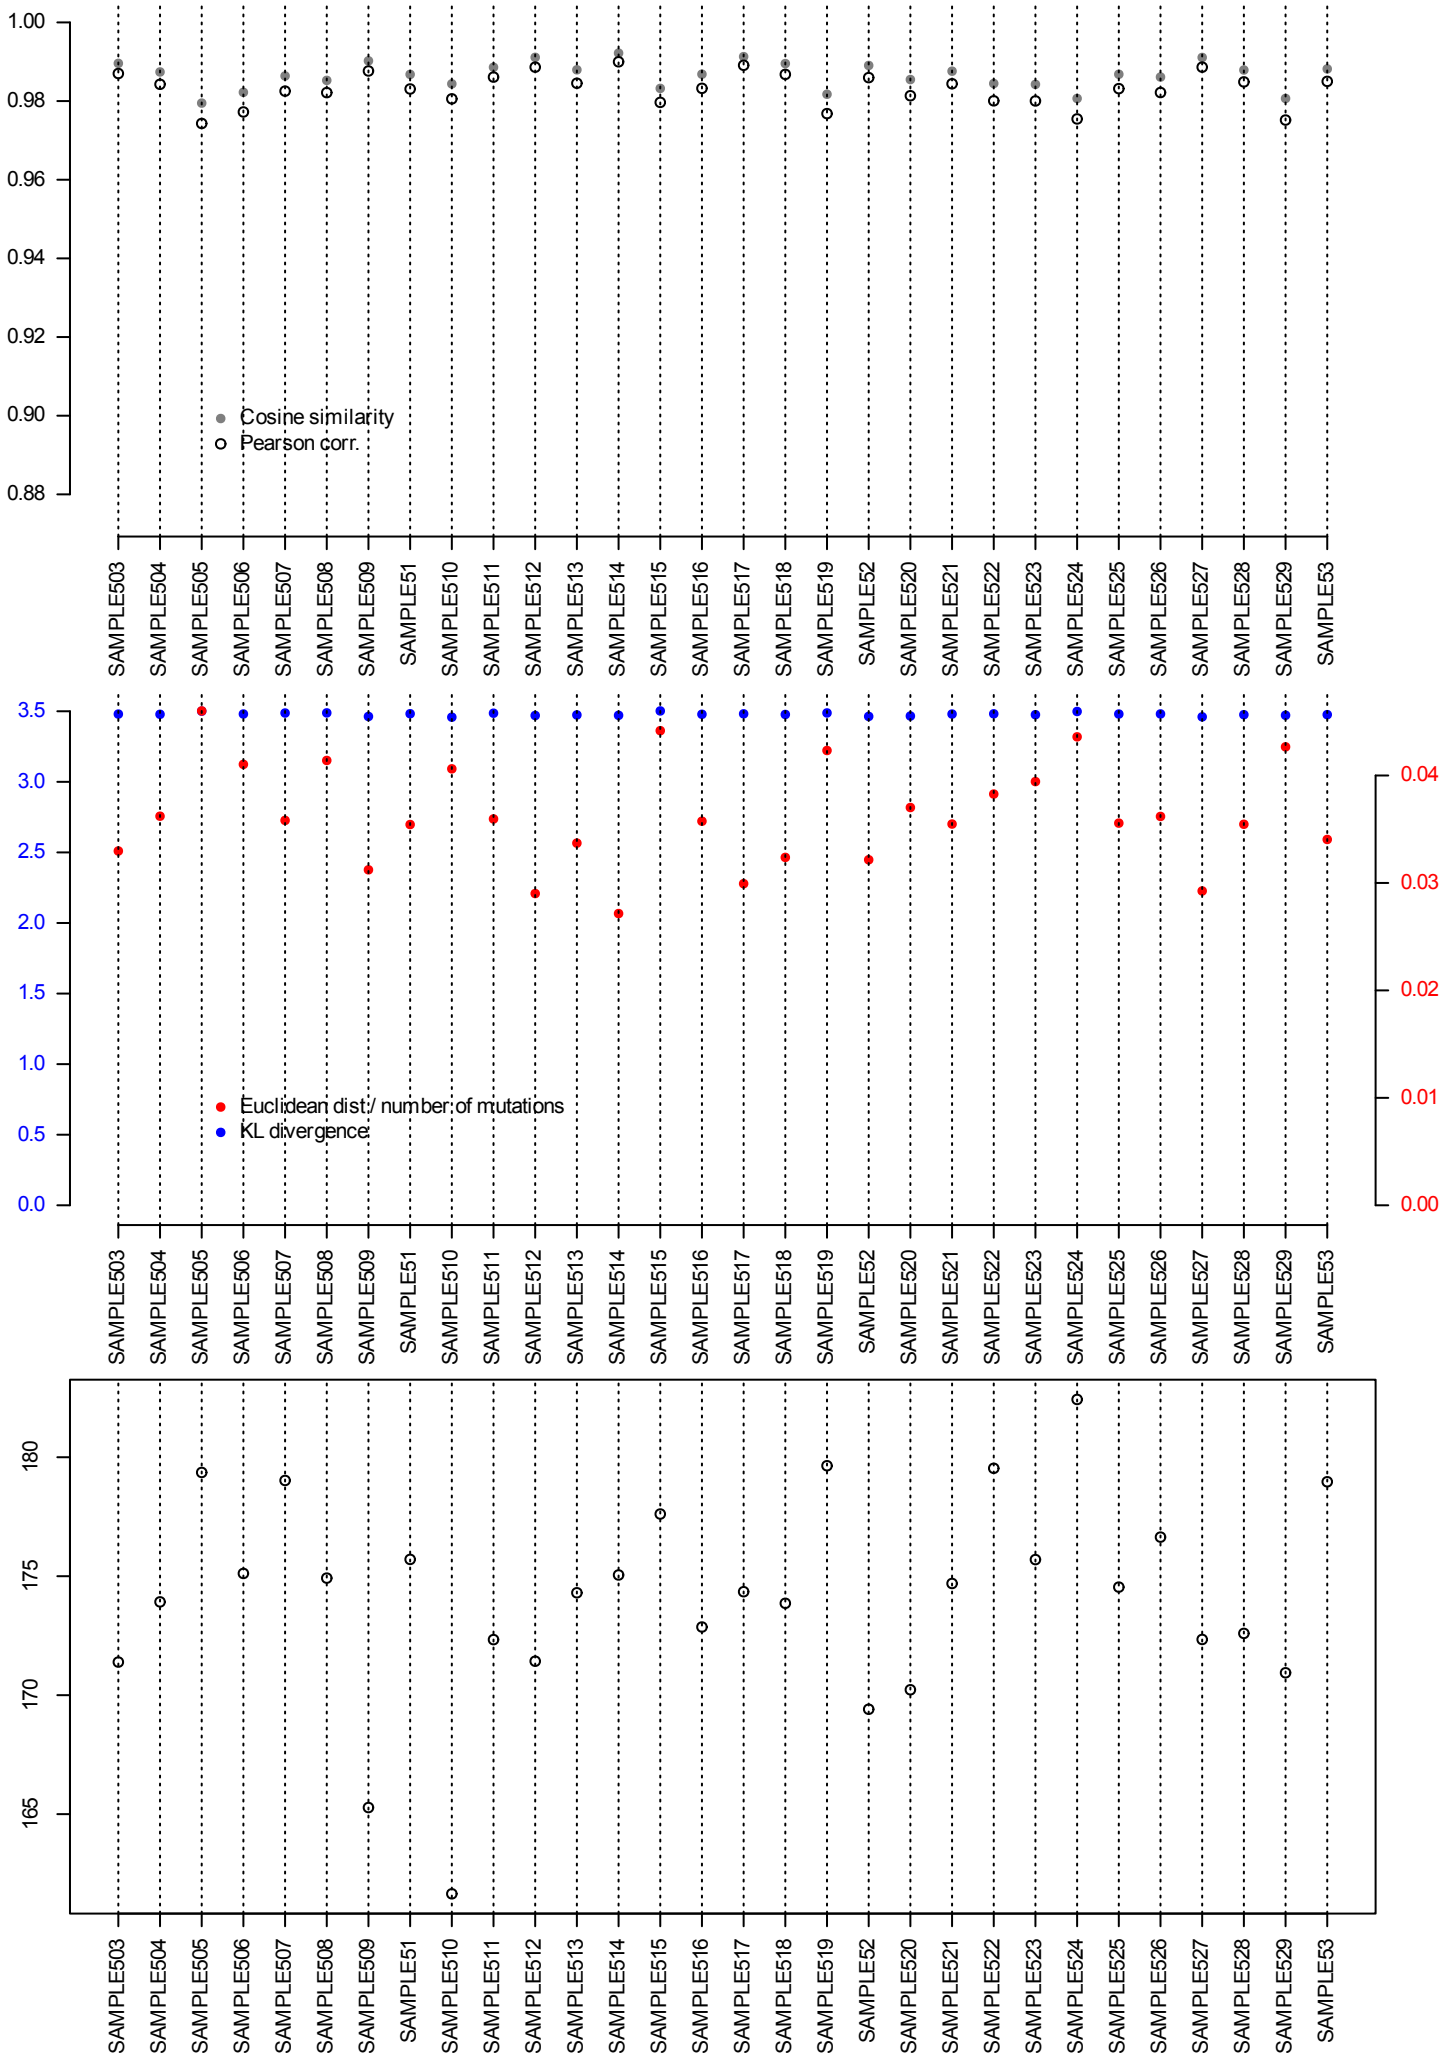 1.00
0.98
0.96
0.94
0.92
0.90
0.88
Cosine similarity
Pearson corr.
SAMPLE503
SAMPLE504
SAMPLE505
SAMPLE506
SAMPLE507
SAMPLE508
SAMPLE509
SAMPLE51
SAMPLE510
SAMPLE511
SAMPLE512
SAMPLE513
SAMPLE514
SAMPLE515
SAMPLE516
SAMPLE517
SAMPLE518
SAMPLE519
SAMPLE52
SAMPLE520
SAMPLE521
SAMPLE522
SAMPLE523
SAMPLE524
SAMPLE525
SAMPLE526
SAMPLE527
SAMPLE528
SAMPLE529
SAMPLE53
3.5
3.0
2.5
2.0
1.5
1.0
0.5
0.0
0.04
0.03
0.02
0.01
0.00
Euclidean dist./ number of mutations
KL divergence
SAMPLE503
SAMPLE504
SAMPLE505
SAMPLE506
SAMPLE507
SAMPLE508
SAMPLE509
SAMPLE51
SAMPLE510
SAMPLE511
SAMPLE512
SAMPLE513
SAMPLE514
SAMPLE515
SAMPLE516
SAMPLE517
SAMPLE518
SAMPLE519
SAMPLE52
SAMPLE520
SAMPLE521
SAMPLE522
SAMPLE523
SAMPLE524
SAMPLE525
SAMPLE526
SAMPLE527
SAMPLE528
SAMPLE529
SAMPLE53
180
175
170
165
SAMPLE503
SAMPLE504
SAMPLE505
SAMPLE506
SAMPLE507
SAMPLE508
SAMPLE509
SAMPLE51
SAMPLE510
SAMPLE511
SAMPLE512
SAMPLE513
SAMPLE514
SAMPLE515
SAMPLE516
SAMPLE517
SAMPLE518
SAMPLE519
SAMPLE52
SAMPLE520
SAMPLE521
SAMPLE522
SAMPLE523
SAMPLE524
SAMPLE525
SAMPLE526
SAMPLE527
SAMPLE528
SAMPLE529
SAMPLE53